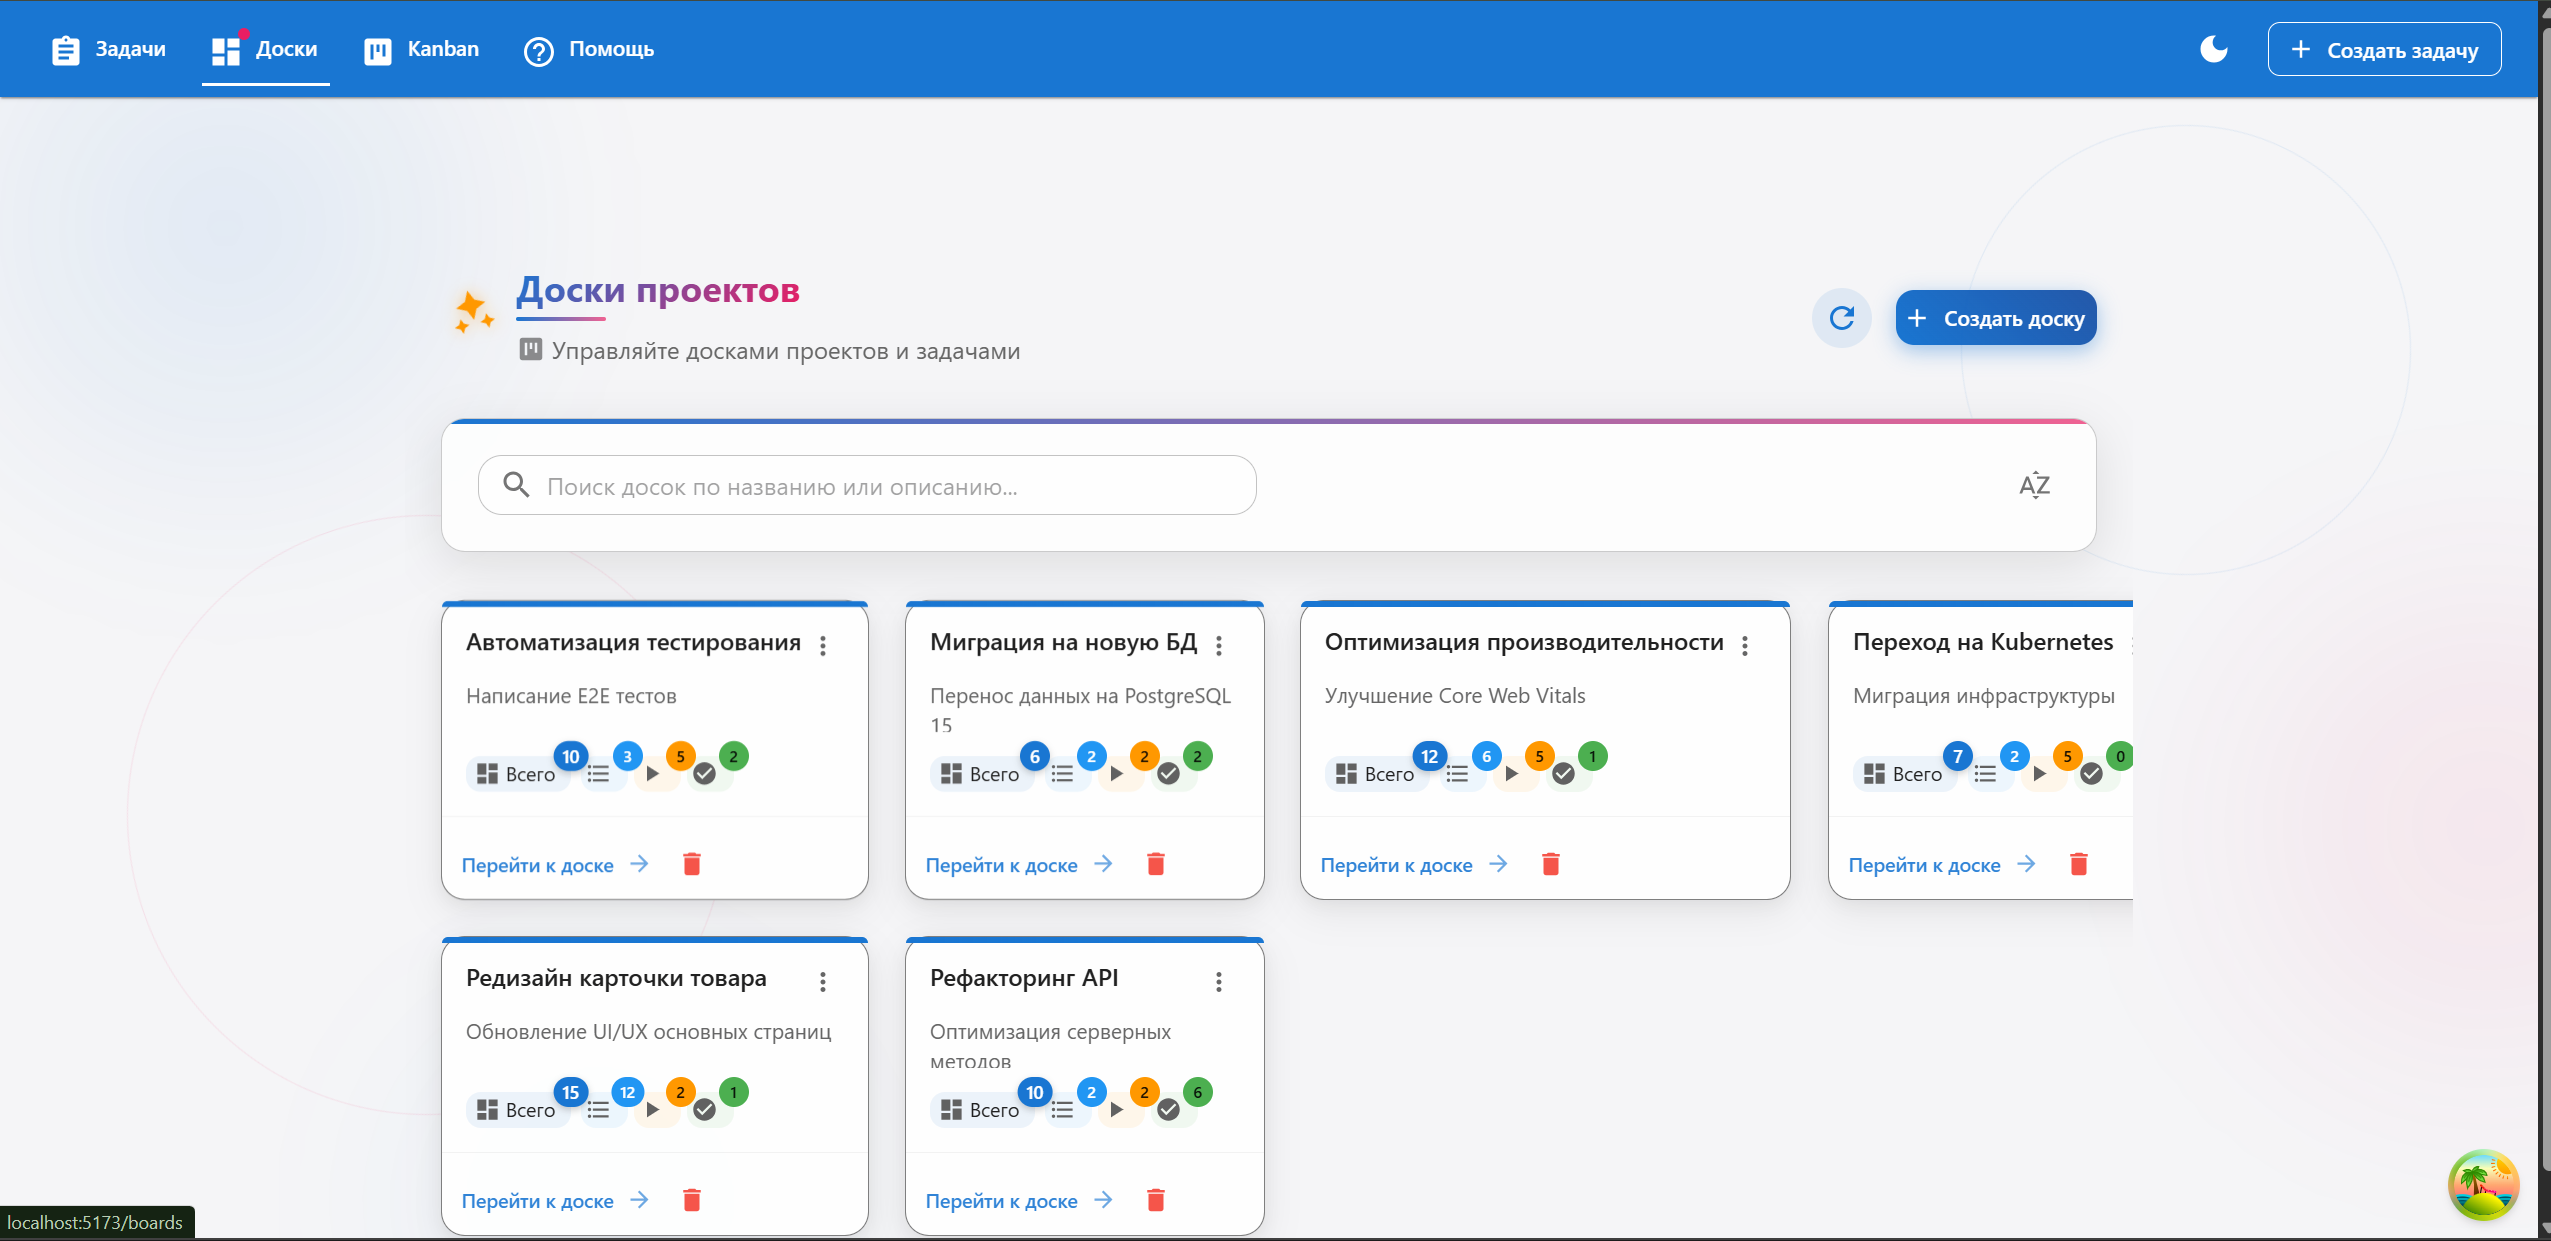 Задачи
Доски
Kanban
Помощь
Создать задачу
Доски проектов
Управляйте досками проектов и задачами
Создать доску
Поиск досок по названию или описанию...
AZ
Автоматизация тестирования
Написание E2E тестов
Всего 10 3 5 2
Перейти к доске
Миграция на новую БД
Перенос данных на PostgreSQL
15
Всего 6 2 2 2
Перейти к доске
Оптимизация производительности
Улучшение Core Web Vitals
Всего 12 6 5 1
Перейти к доске
Переход на Kubernetes
Миграция инфраструктуры
Всего 7 2 5 0
Перейти к доске
Редизайн карточки товара
Обновление UI/UX основных страниц
Всего 15 12 2 1
Перейти к доске
Рефакторинг API
Оптимизация серверных
методов
Всего 10 2 2 6
Перейти к доске
localhost:5173/boards